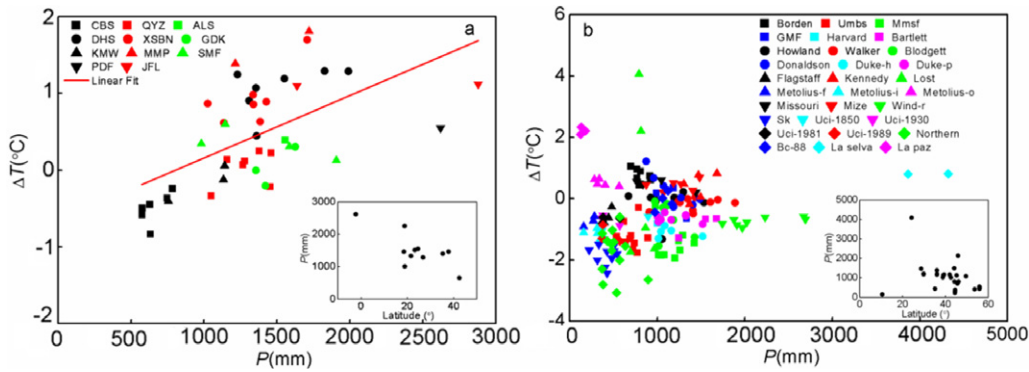 a
CBS QYZ ALS
DHS XSBN GDK
KMW MMP SMF
PDF JFL
Linear Fit
ΔT(°C)
2
1
0
-1
-2
0 500 1000 1500 2000 2500 3000
P(mm)
P(mm)
3000
2000
1000
0
0 20 40
Latitude (°)
b
Borden Umbs Mmsf
GMF Harvard Bartlett
Howland Walker Blodgett
Donaldson Duke-h Duke-p
Flagstaff Kennedy Lost
Metolius-f Metolius-i Metolius-o
Missouri Mize Wind-r
Sk Uci-1850 Uci-1930
Uci-1981 Uci-1989 Northern
Bc-88 La selva La paz
ΔT(°C)
6
4
2
0
-2
-4
0 1000 2000 3000 4000 5000
P(mm)
P(mm)
5000
4000
3000
2000
1000
0
0 20 40 60
Latitude (°)